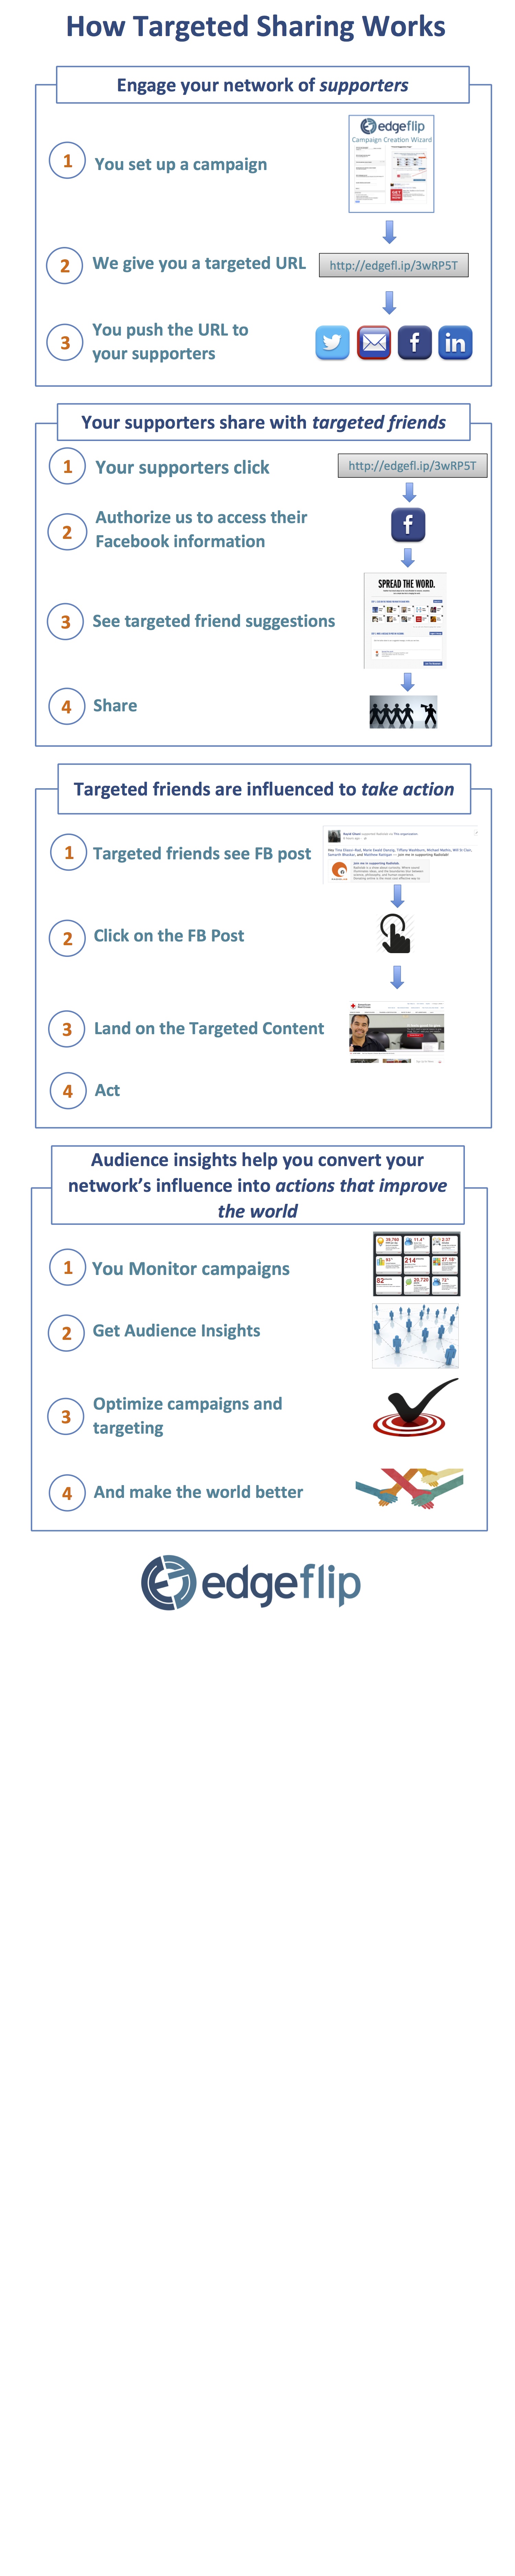 How Targeted Sharing Works
Engage your network of supporters
1 You set up a campaign
edgeflip
Campaign Creation Wizard
2 We give you a targeted URL
http://edgefl.ip/3wRP5T
3 You push the URL to
your supporters
Your supporters share with targeted friends
1 Your supporters click
http://edgefl.ip/3wRP5T
2 Authorize us to access their
Facebook information
SPREAD THE WORD.
3 See targeted friend suggestions
4 Share
Targeted friends are influenced to take action
1 Targeted friends see FB post
Join me in supporting Radiolab.
2 Click on the FB Post
3 Land on the Targeted Content
4 Act
Audience insights help you convert your
network's influence into actions that improve
the world
1 You Monitor campaigns
2 Get Audience Insights
3 Optimize campaigns and
targeting
4 And make the world better
edgeflip